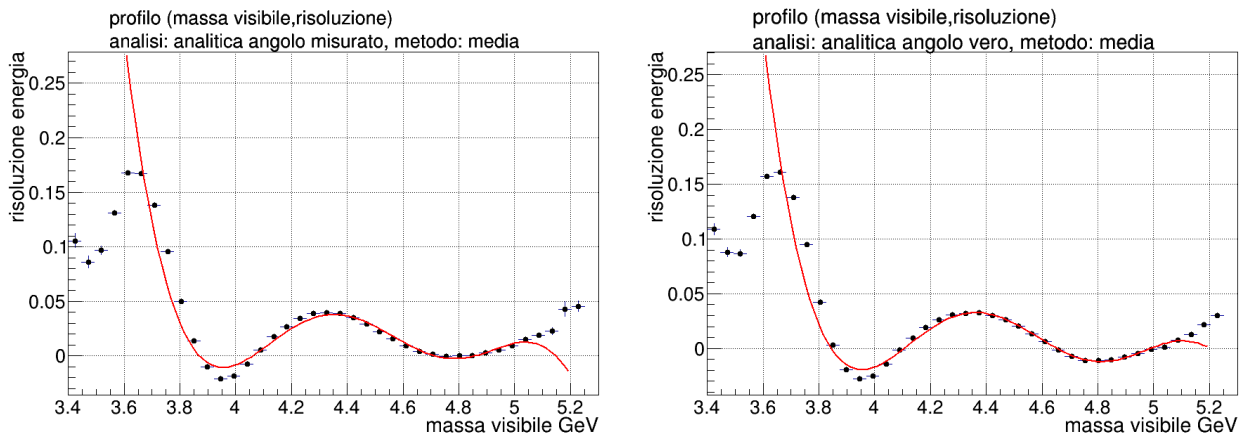 profilo (massa visibile,risoluzione)
analisi: analitica angolo misurato, metodo: media
risoluzione energia
0.25
0.2
0.15
0.1
0.05
0
3.4 3.6 3.8 4 4.2 4.4 4.6 4.8 5 5.2
massa visibile GeV
profilo (massa visibile,risoluzione)
analisi: analitica angolo vero, metodo: media
risoluzione energia
0.25
0.2
0.15
0.1
0.05
0
3.4 3.6 3.8 4 4.2 4.4 4.6 4.8 5 5.2
massa visibile GeV